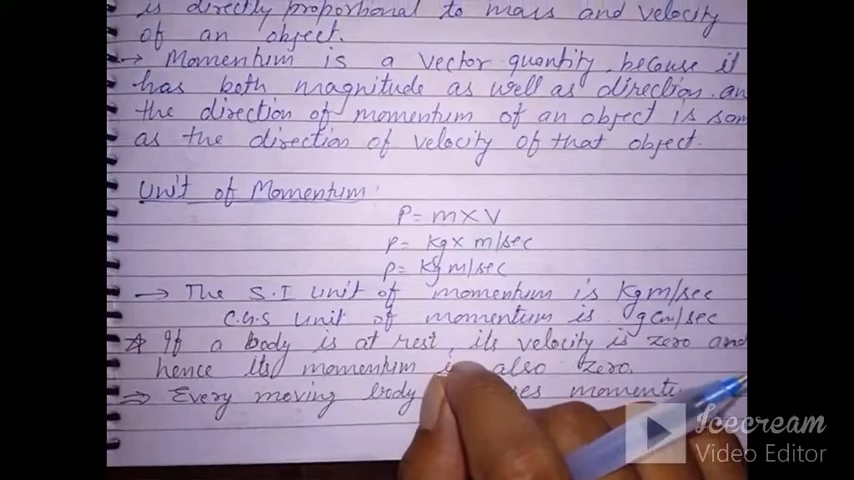 is directly proportional to mass and velocity
of an object.
→ Momentum is a vector quantity, because it
has both magnitude as well as direction. an
the direction of momentum of an object is sam
as the direction of velocity of that object.
Unit of Momentum:
P = m×V
P = kg× m/sec
P = kgm/sec
→ The S.I unit of momentum is kgm/sec
C.G.S unit of momentum is gcm/sec
☆ If a body is at rest, its velocity is zero and
hence its momentum also zero.
⇒ Every moving body momentu
Icecream
Video Editor